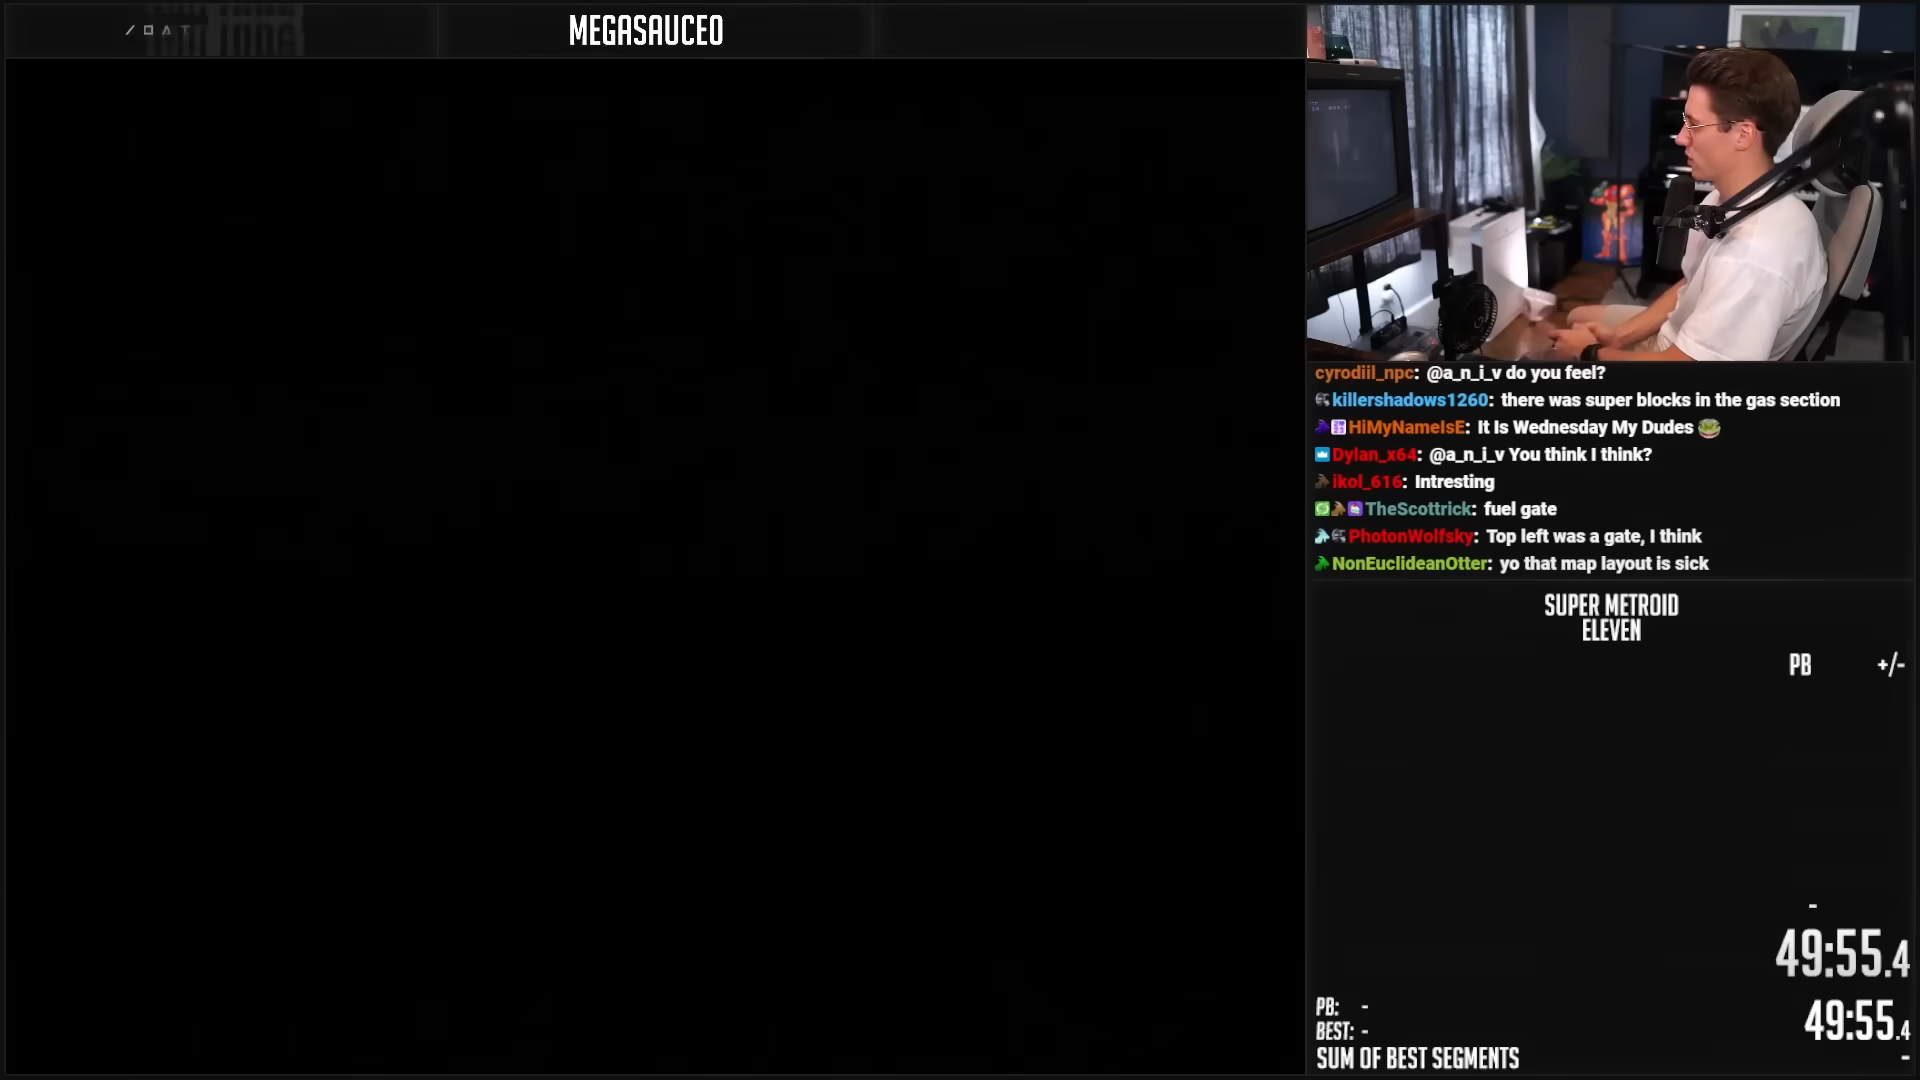 MEGASAUCEO
cyrodiil_npc: @a_n_i_v do you feel?
killershadows1260: there was super blocks in the gas section
HiMyNameIsE: It Is Wednesday My Dudes
Dylan_x64: @a_n_i_v You think I think?
ikol_616: Intresting
TheScottrick: fuel gate
PhotonWolfsky: Top left was a gate, I think
NonEuclideanOtter: yo that map layout is sick
SUPER METROID
ELEVEN
PB +/-
-
49:55.4
PB: -
49:55.4
BEST: -
SUM OF BEST SEGMENTS -